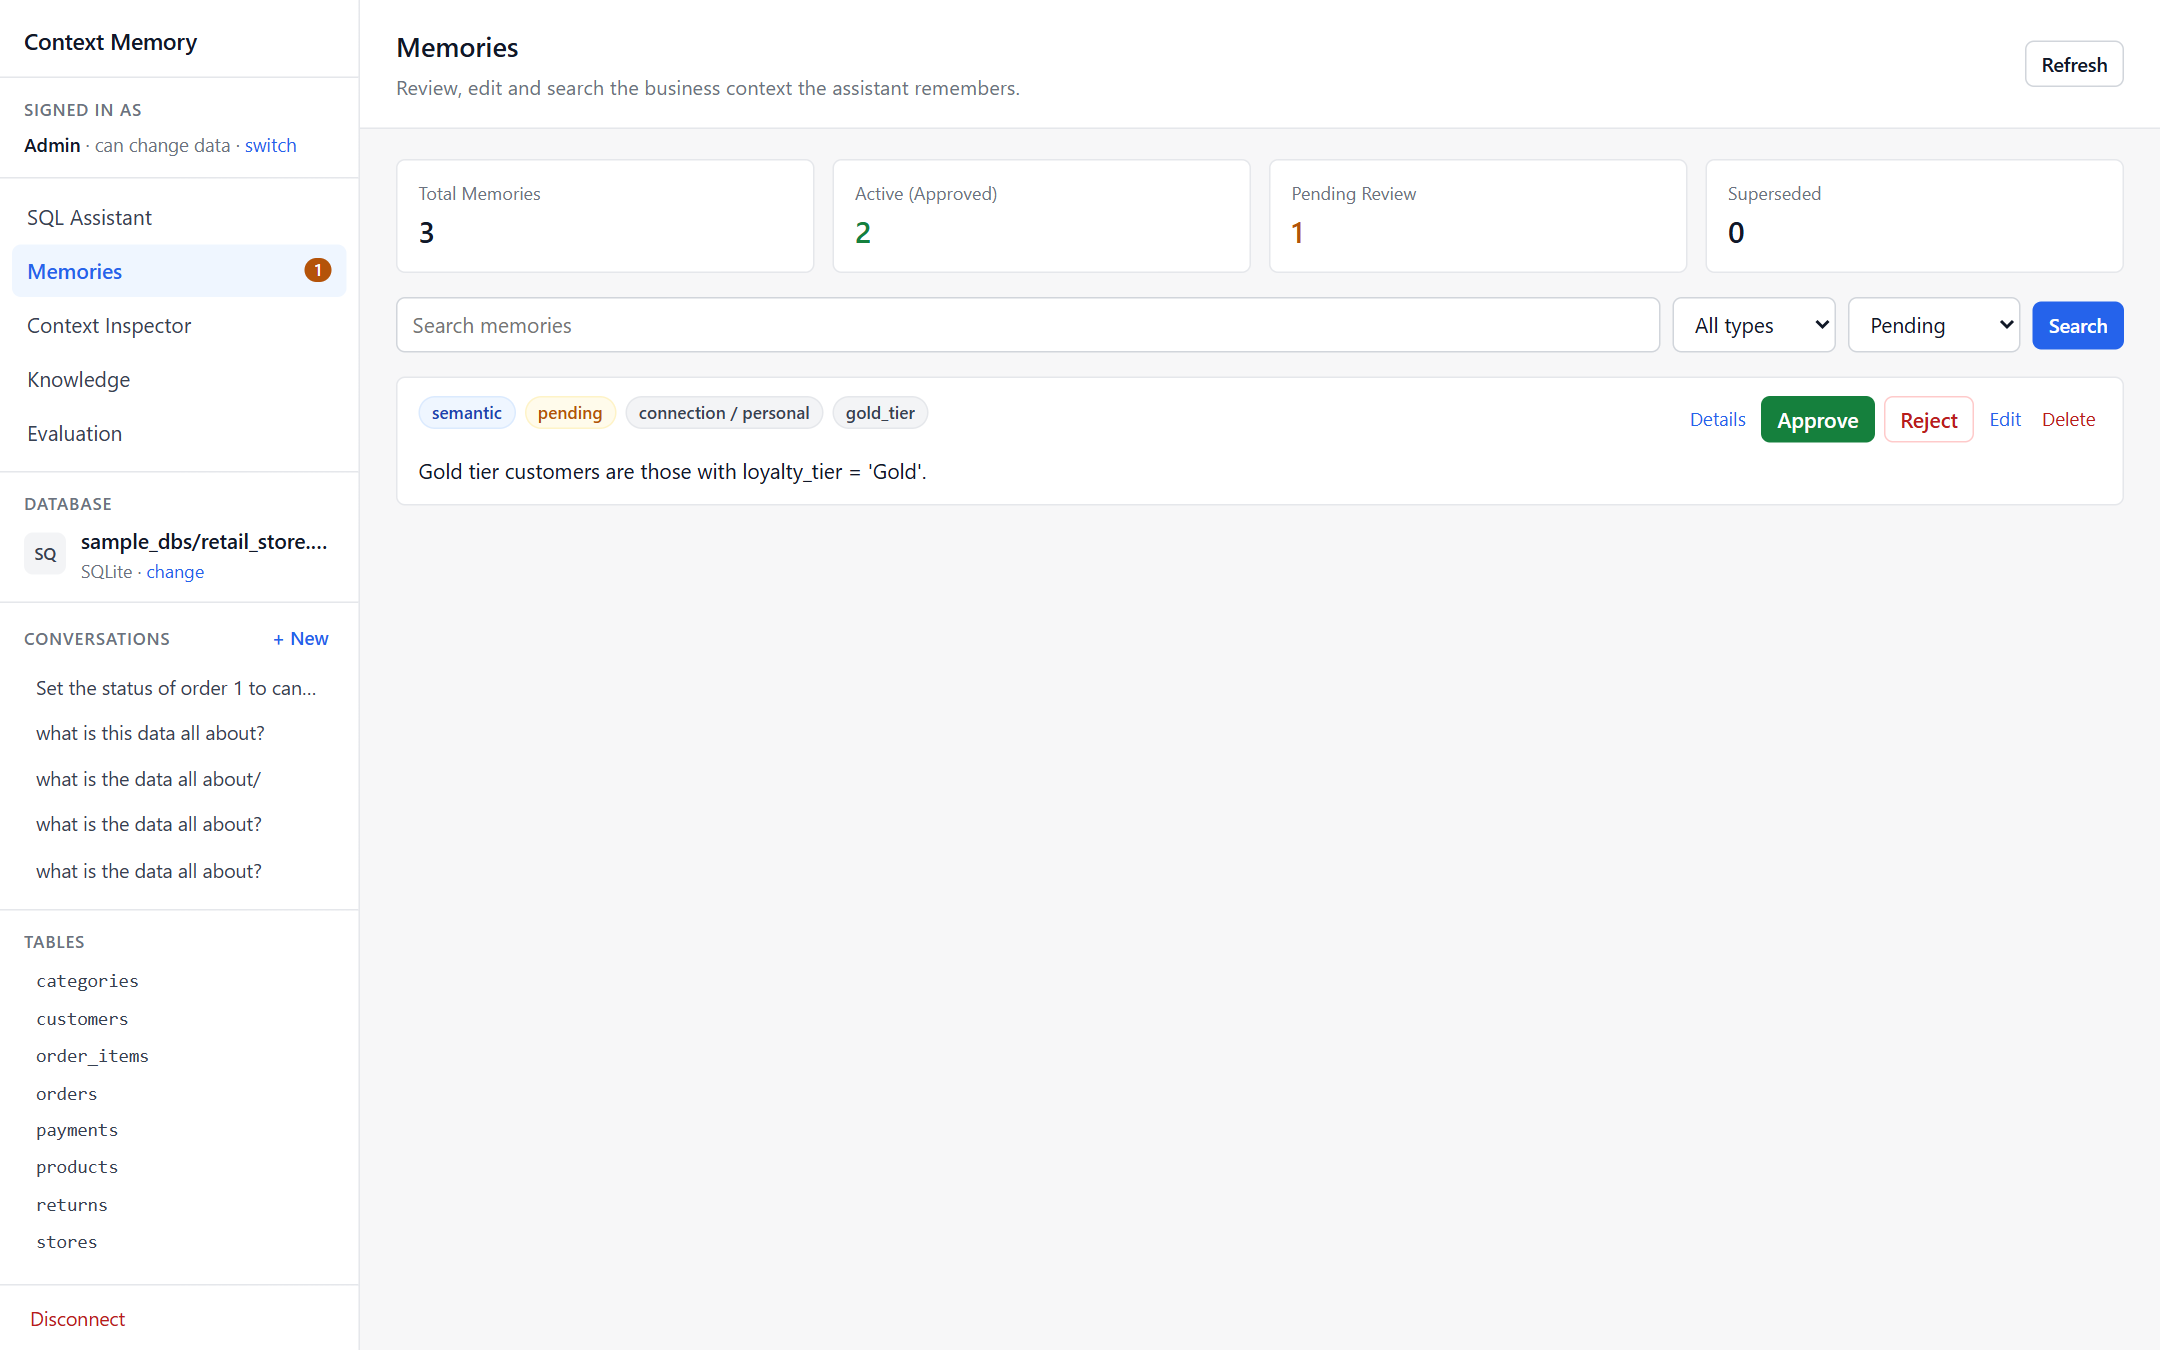 Context Memory
SIGNED IN AS
Admin · can change data · switch
SQL Assistant
Memories 1
Context Inspector
Knowledge
Evaluation
DATABASE
SQ
sample_dbs/retail_store....
SQLite · change
CONVERSATIONS + New
Set the status of order 1 to can...
what is this data all about?
what is the data all about/
what is the data all about?
what is the data all about?
TABLES
categories
customers
order_items
orders
payments
products
returns
stores
Disconnect
Memories
Review, edit and search the business context the assistant remembers.
Refresh
Total Memories
3
Active (Approved)
2
Pending Review
1
Superseded
0
Search memories All types Pending Search
semantic pending connection / personal gold_tier Details Approve Reject Edit Delete
Gold tier customers are those with loyalty_tier = 'Gold'.